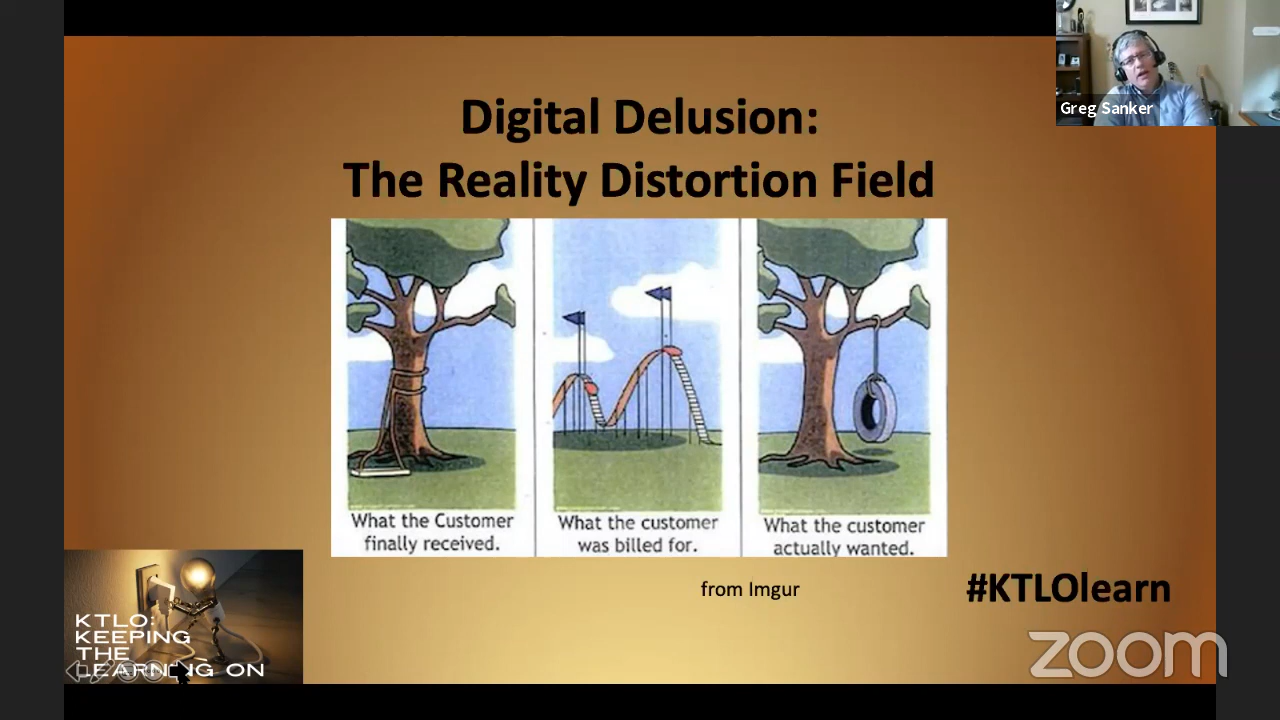 Greg Sanker
Digital Delusion:
The Reality Distortion Field
What the Customer
finally received.
What the customer
was billed for.
What the customer
actually wanted.
from Imgur
#KTLOlearn
KTLO:
KEEPING
THE
LEARNING ON
zoom